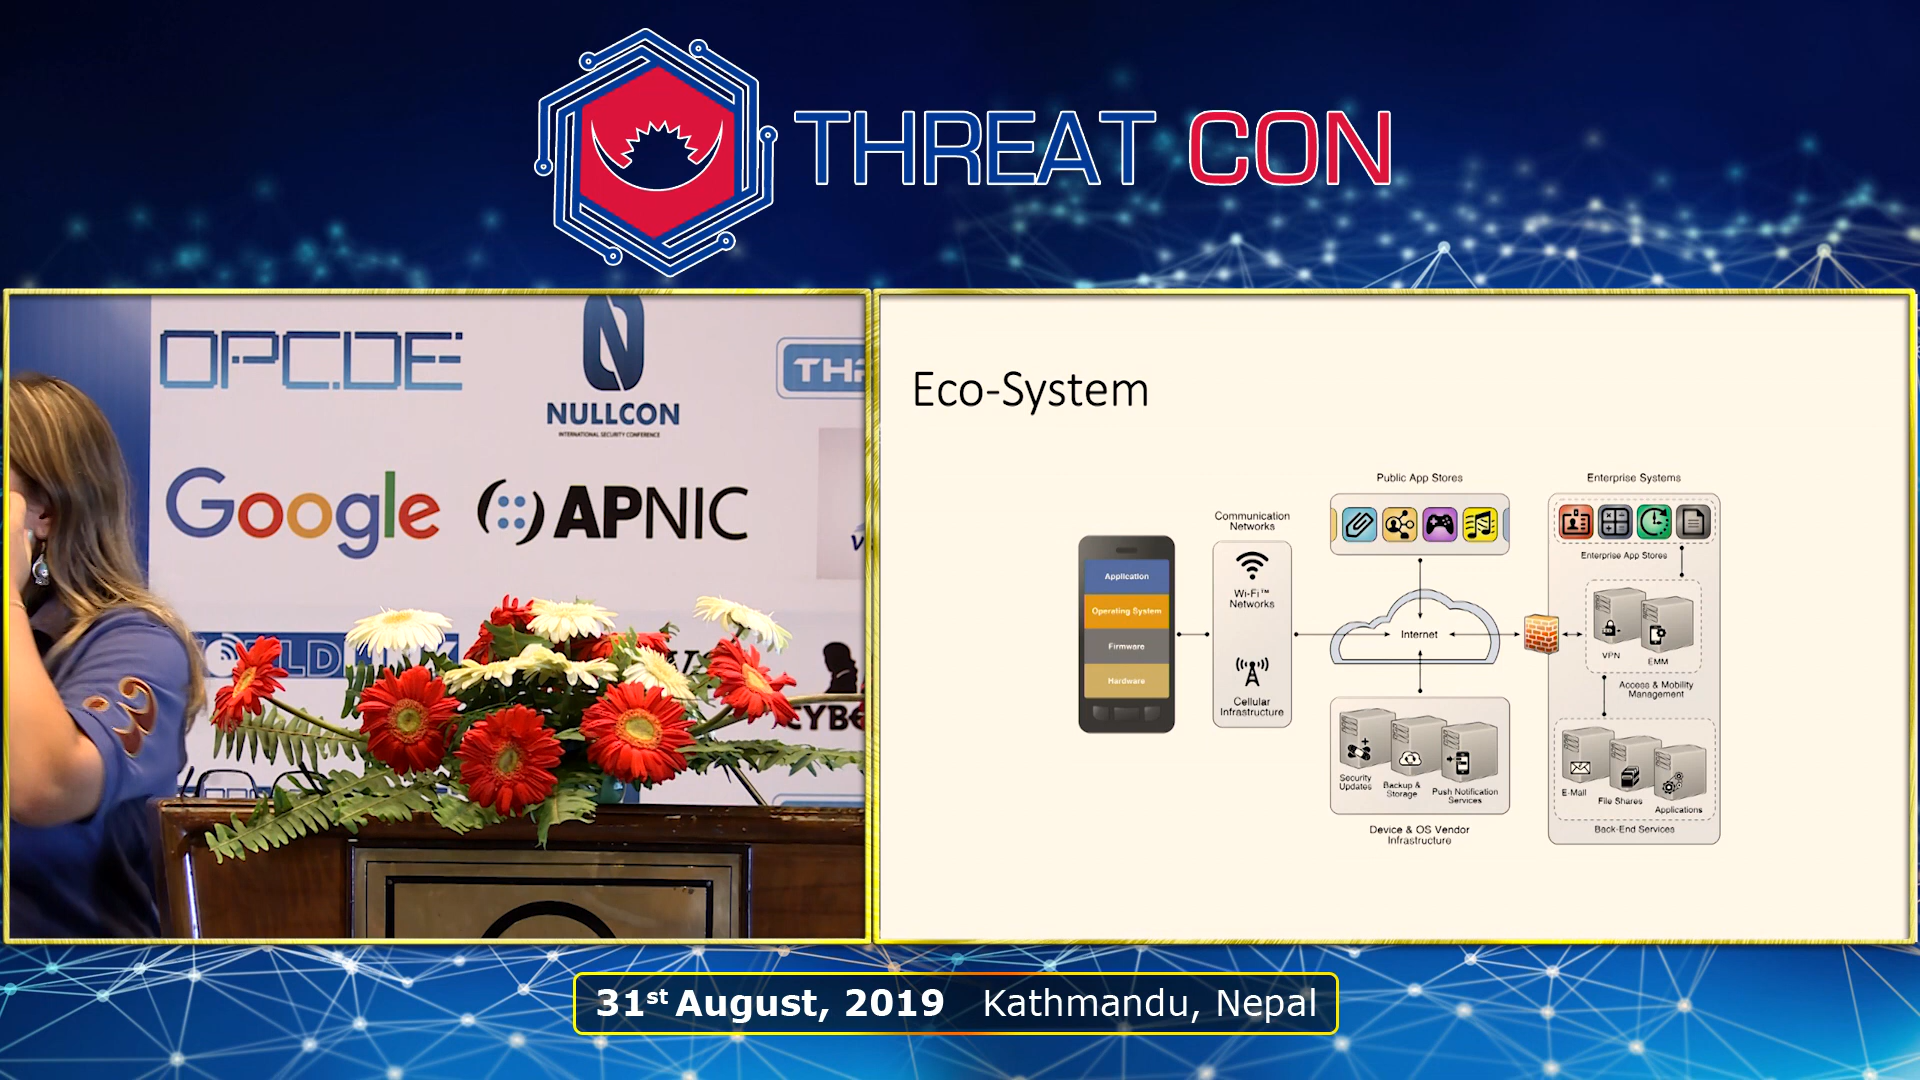 THREAT CON
OPCDE
NULLCON
INTERNATIONAL SECURITY CONFERENCE
Google
APNIC
Eco-System
Application
Operating System
Firmware
Hardware
Communication
Networks
Wi-Fi™
Networks
Cellular
Infrastructure
Public App Stores
Internet
Security
Updates
Backup &
Storage
Push Notification
Services
Device & OS Vendor
Infrastructure
Enterprise Systems
Enterprise App Stores
VPN
EMM
Access & Mobility
Management
E-Mail
File Shares
Applications
Back-End Services
31st August, 2019 Kathmandu, Nepal